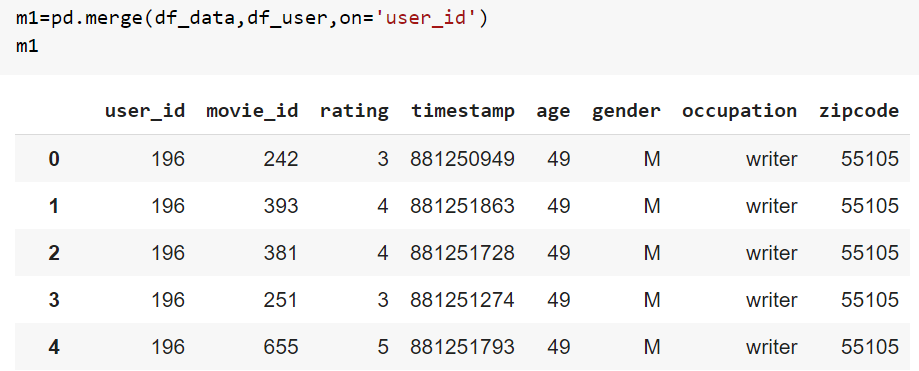 m1=pd.merge(df_data,df_user,on='user_id')
m1
user_id movie_id rating timestamp age gender occupation zipcode
0 196 242 3 881250949 49 M writer 55105
1 196 393 4 881251863 49 M writer 55105
2 196 381 4 881251728 49 M writer 55105
3 196 251 3 881251274 49 M writer 55105
4 196 655 5 881251793 49 M writer 55105